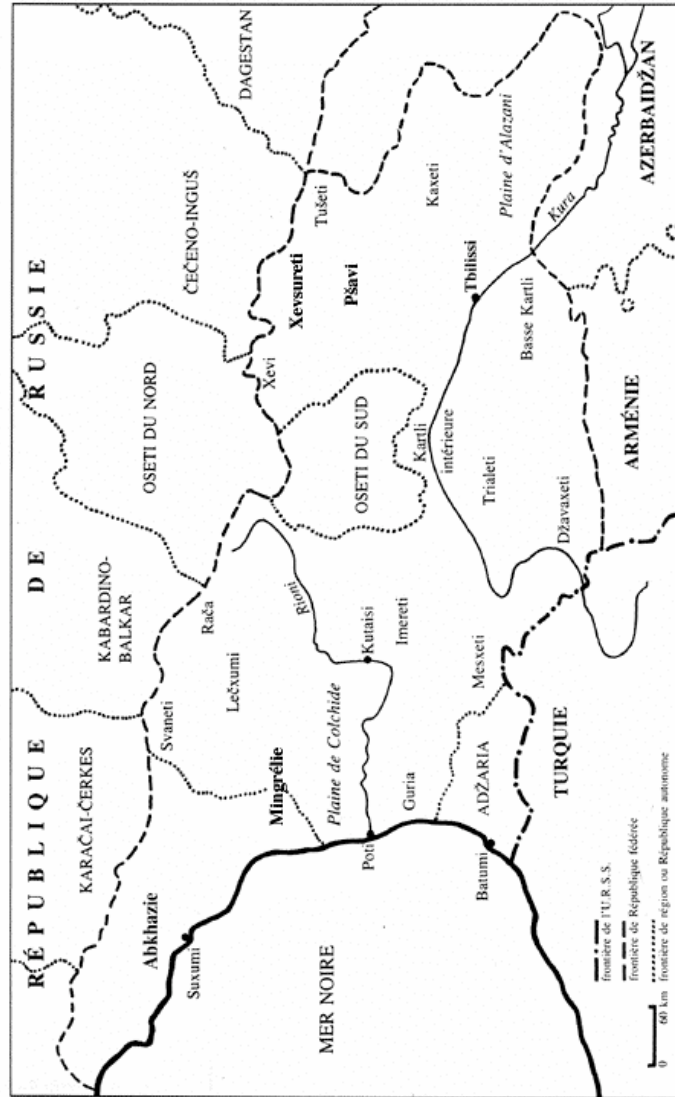 RÉPUBLIQUE DE RUSSIE
KARAČAI-ČERKES
KABARDINO-
BALKAR
OSETI DU NORD
ČEČENO-INGUŠ
DAGESTAN
Abkhazie
Suxumi
Svaneti
Rača
Lečxumi
Mingrélie
Xevi
Xevsureti
Tušeti
Pšavi
Kaxeti
OSETI DU SUD
Rioni
Plaine de Colchide
Kutaisi
Imereti
Poti
Guria
Kartli
intérieure
Tbilissi
Plaine d'Alazani
Kura
Trialeti
Basse Kartli
Mesxeti
Džavaxeti
MER NOIRE
Batumi
ADŽARIA
TURQUIE
ARMÉNIE
AZERBAIDŽAN
frontière de l'U.R.S.S.
frontière de République fédérée
frontière de région ou République autonome
0 60 km